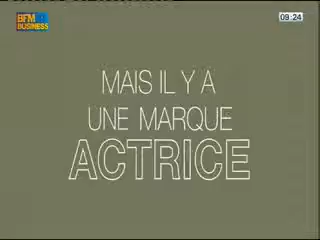 BFM
BUSINESS
09:24
MAIS IL Y A
UNE MARQUE
ACTRICE